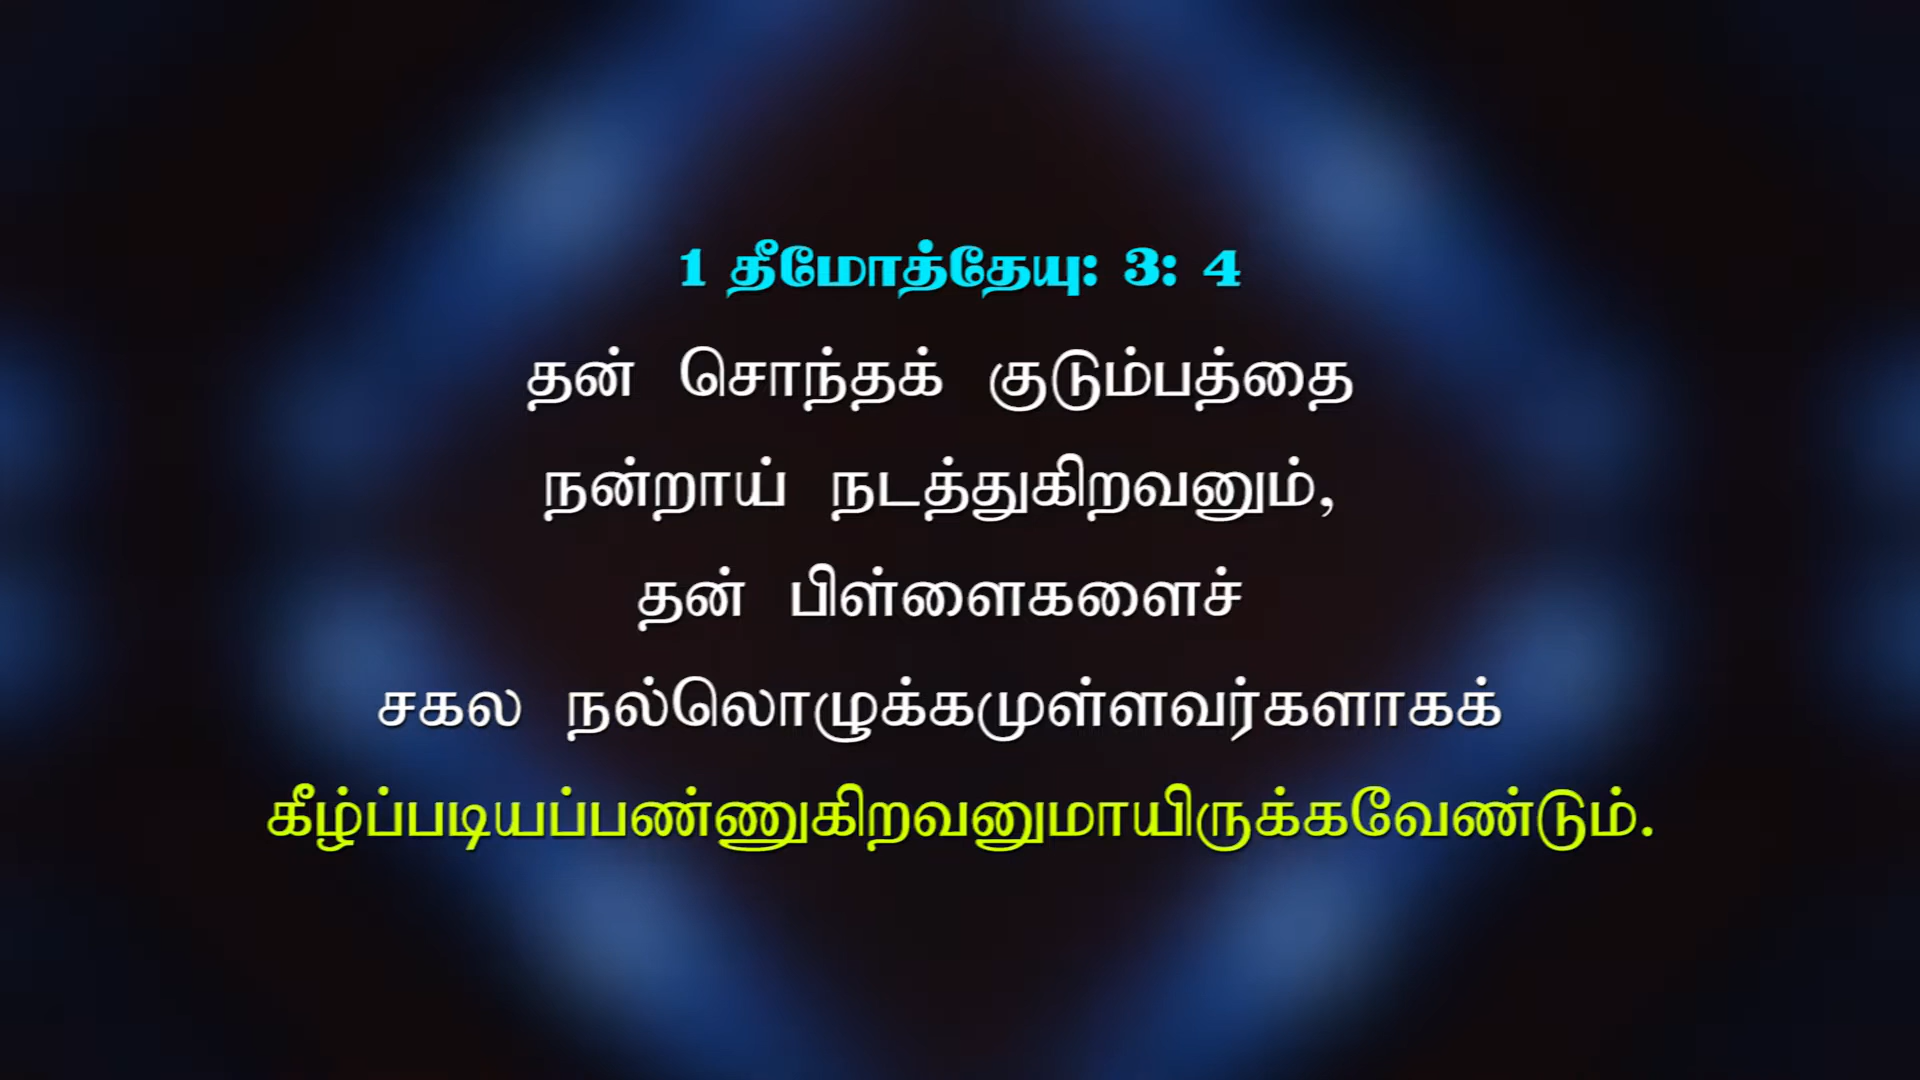 1 தீமோத்தேயு: 3: 4
தன் சொந்தக் குடும்பத்தை
நன்றாய் நடத்துகிறவனும்,
தன் பிள்ளைகளைச்
சகல நல்லொழுக்கமுள்ளவர்களாகக்
கீழ்ப்படியப்பண்ணுகிறவனுமாயிருக்கவேண்டும்.